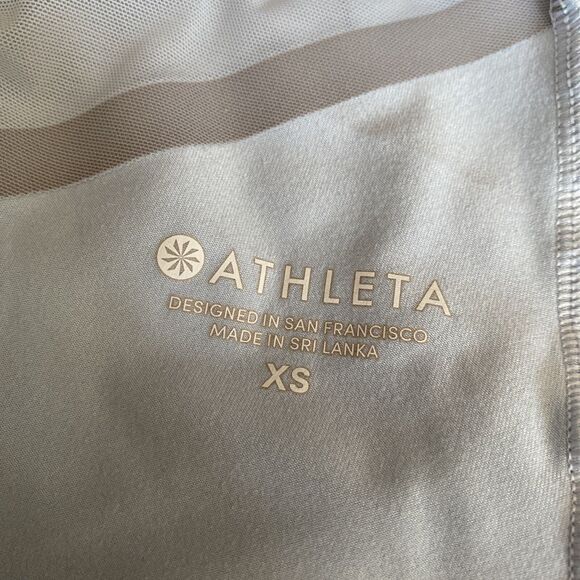 ATHLETA
DESIGNED IN SAN FRANCISCO
MADE IN SRI LANKA
XS